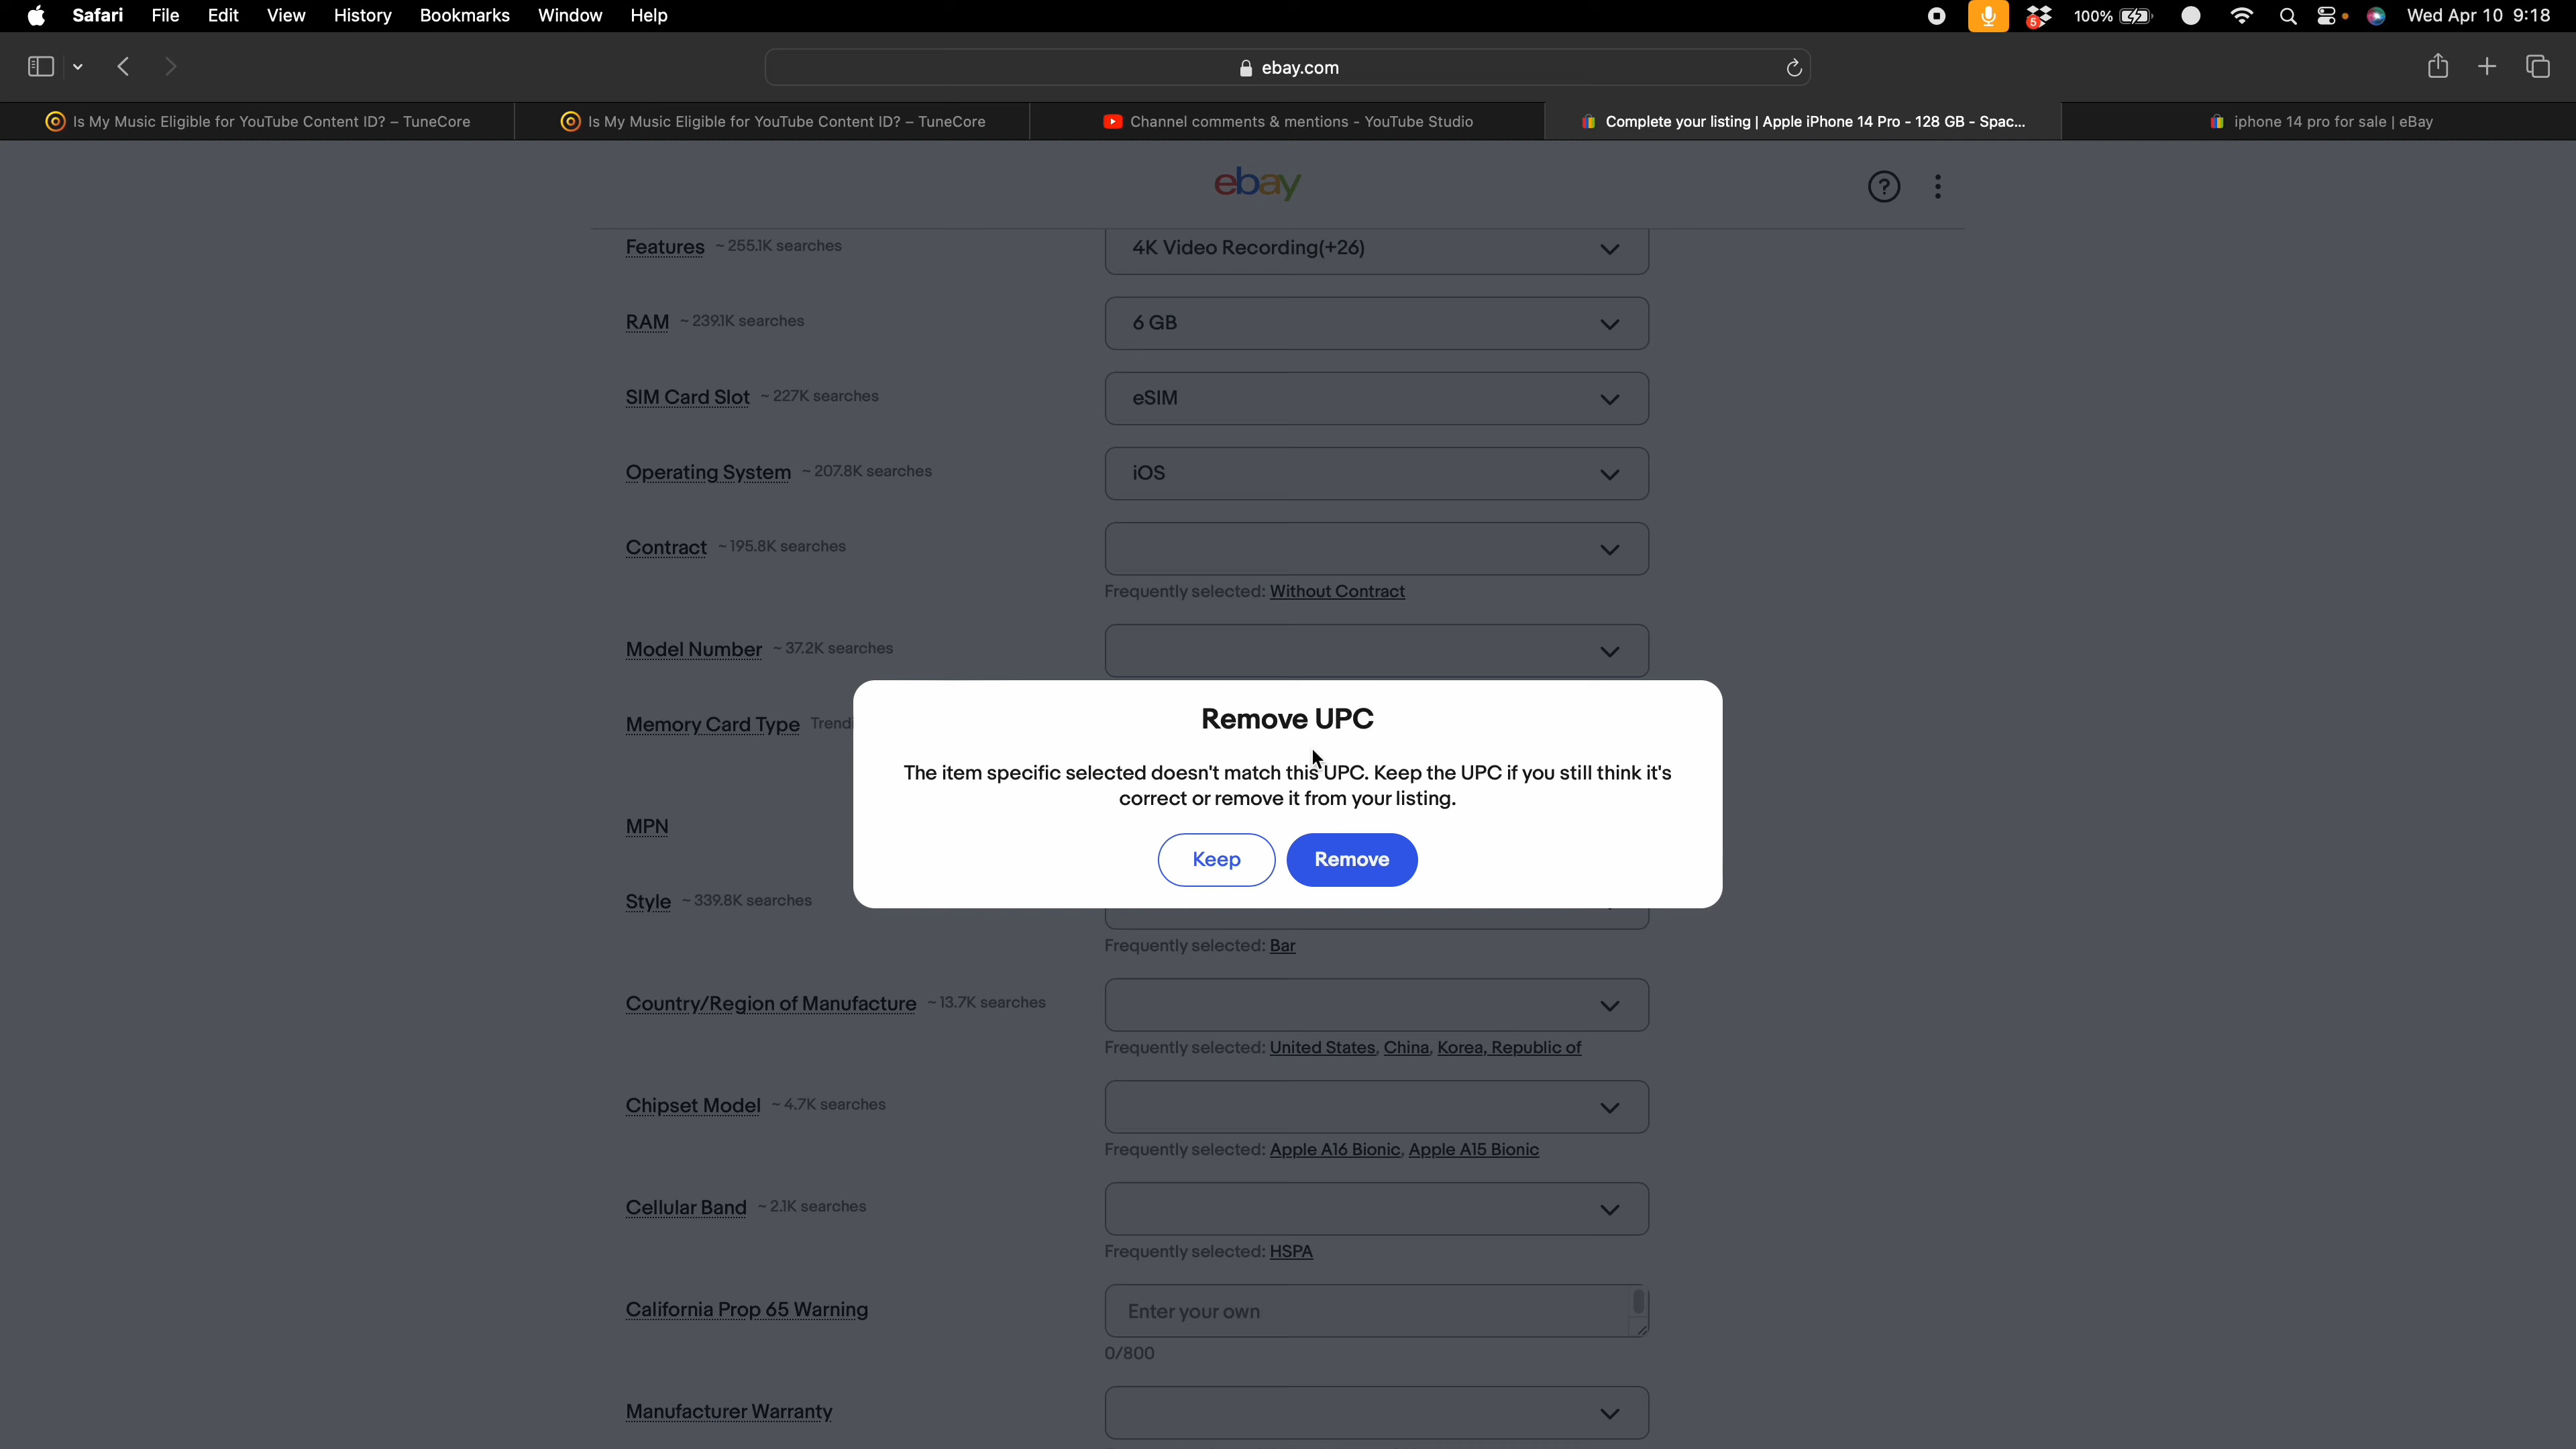 Safari File Edit View History Bookmarks Window Help 5 100% Wed Apr 10 9:18
ebay.com
Is My Music Eligible for YouTube Content ID? – TuneCore
Is My Music Eligible for YouTube Content ID? – TuneCore
Channel comments & mentions - YouTube Studio
Complete your listing | Apple iPhone 14 Pro - 128 GB - Spac...
iphone 14 pro for sale | eBay
ebay
Features ~ 255.1K searches 4K Video Recording(+26)
RAM ~ 239.1K searches 6 GB
SIM Card Slot ~ 227K searches eSIM
Operating System ~ 207.8K searches iOS
Contract ~ 195.8K searches
Frequently selected: Without Contract
Model Number ~ 37.2K searches
Memory Card Type Trendi
Remove UPC
The item specific selected doesn't match this UPC. Keep the UPC if you still think it's
correct or remove it from your listing.
Keep Remove
MPN
Style ~ 339.8K searches
Frequently selected: Bar
Country/Region of Manufacture ~ 13.7K searches
Frequently selected: United States, China, Korea, Republic of
Chipset Model ~ 4.7K searches
Frequently selected: Apple A16 Bionic, Apple A15 Bionic
Cellular Band ~ 2.1K searches
Frequently selected: HSPA
California Prop 65 Warning Enter your own
0/800
Manufacturer Warranty